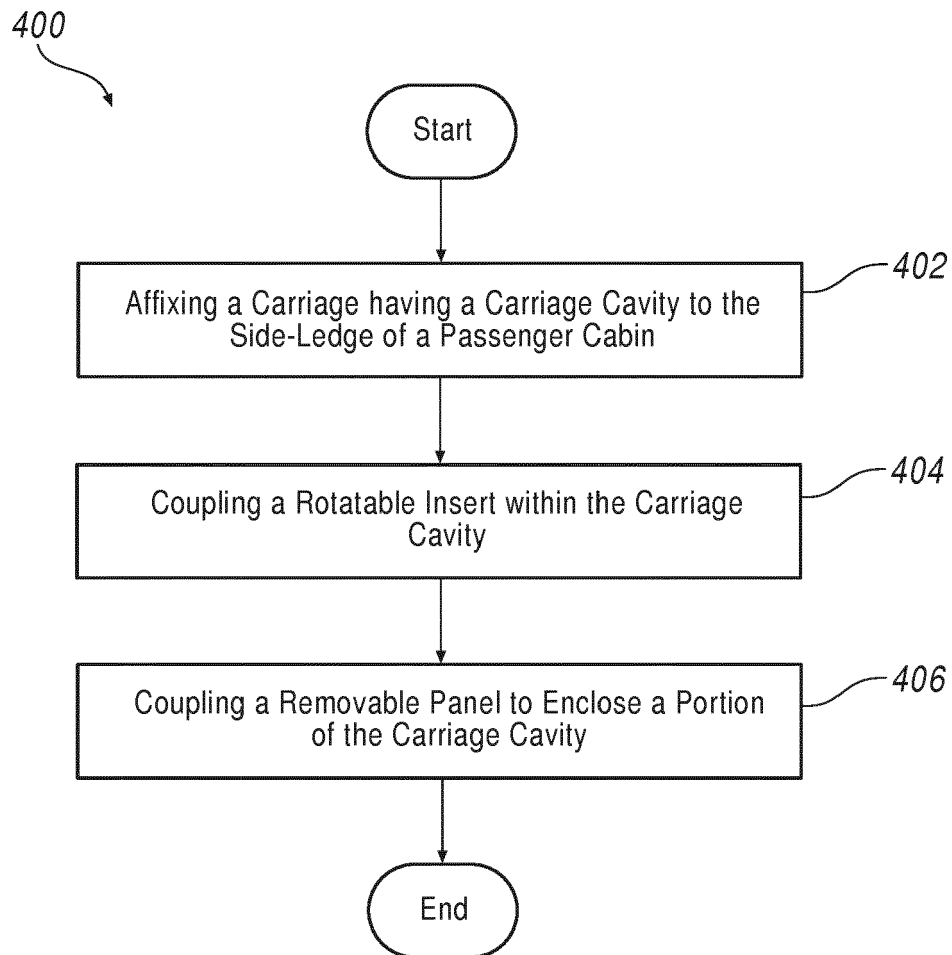 400
Start
402
Affixing a Carriage having a Carriage Cavity to the
Side-Ledge of a Passenger Cabin
404
Coupling a Rotatable Insert within the Carriage
Cavity
406
Coupling a Removable Panel to Enclose a Portion
of the Carriage Cavity
End